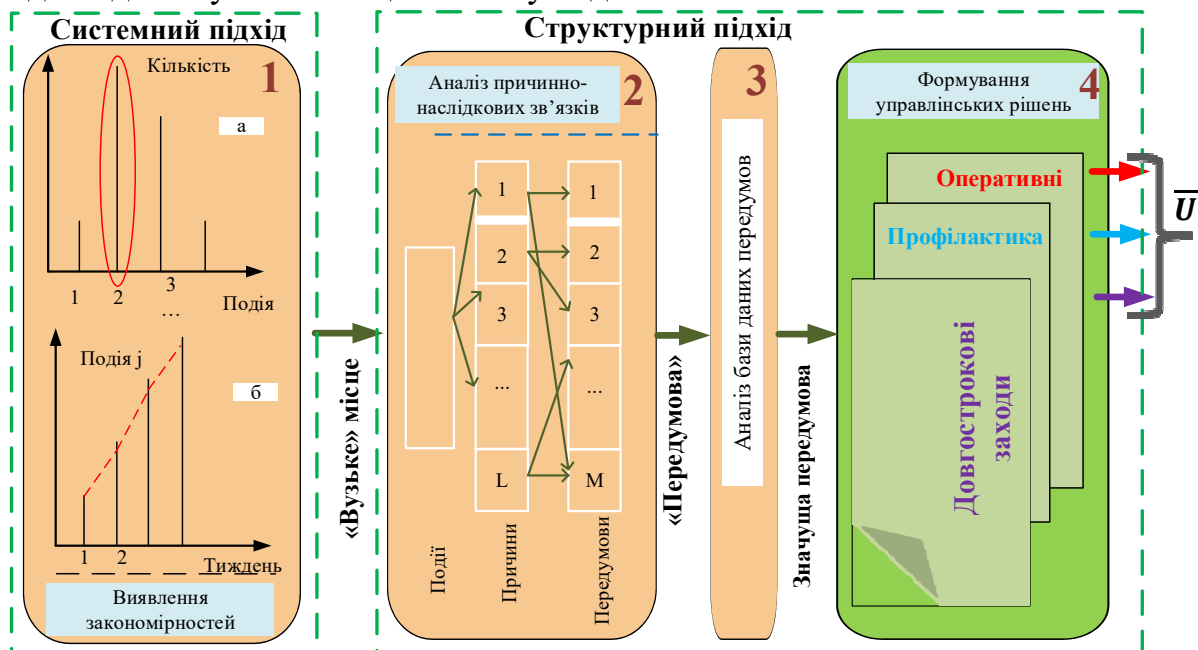 Системний підхід
Структурний підхід
1
Кількість
а
1
2
3
...
Подія
Подія j
б
1
2
Тиждень
Виявлення
закономірностей
«Вузьке» місце
2
Аналіз причинно-
наслідкових зв’язків
1
2
3
...
L
1
2
3
...
M
Події
Причини
Передумови
«Передумова»
3
Аналіз бази даних передумов
Значуща передумова
4
Формування
управлінських рішень
Оперативні
Профілактика
Довгострокові
заходи
U